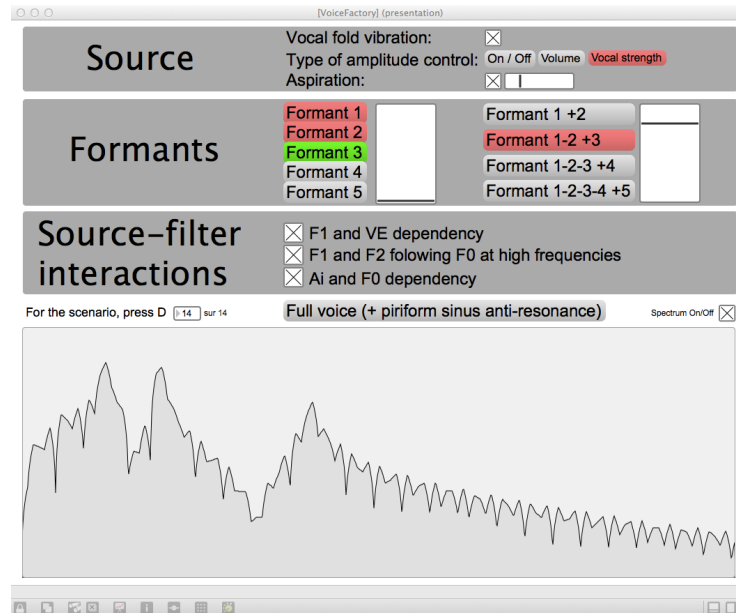 [VoiceFactory] (presentation)
Source
Vocal fold vibration:
Type of amplitude control: On / Off Volume Vocal strength
Aspiration:
Formants
Formant 1
Formant 2
Formant 3
Formant 4
Formant 5
Formant 1 +2
Formant 1-2 +3
Formant 1-2-3 +4
Formant 1-2-3-4 +5
Source-filter
interactions
F1 and VE dependency
F1 and F2 folowing F0 at high frequencies
Ai and F0 dependency
For the scenario, press D 14 sur 14
Full voice (+ piriform sinus anti-resonance)
Spectrum On/Off